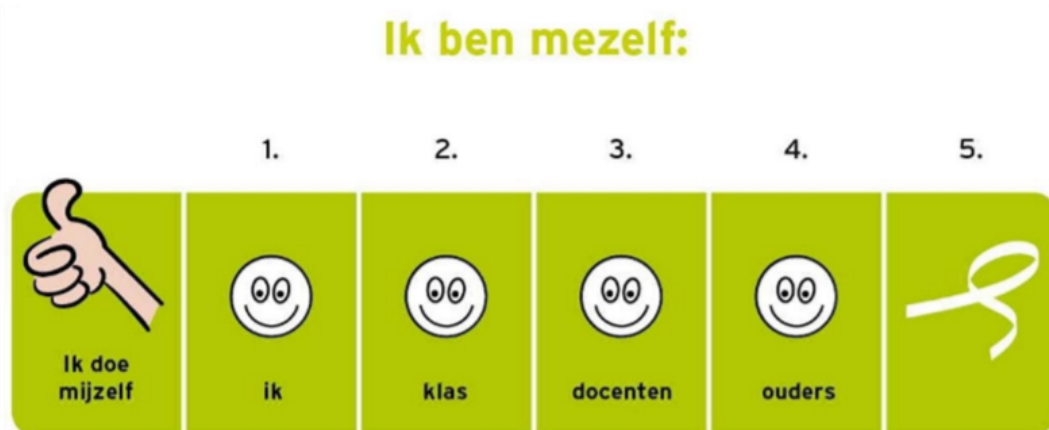 Ik ben mezelf:
1. 2. 3. 4. 5.
Ik doe
mijzelf
ik
klas
docenten
ouders